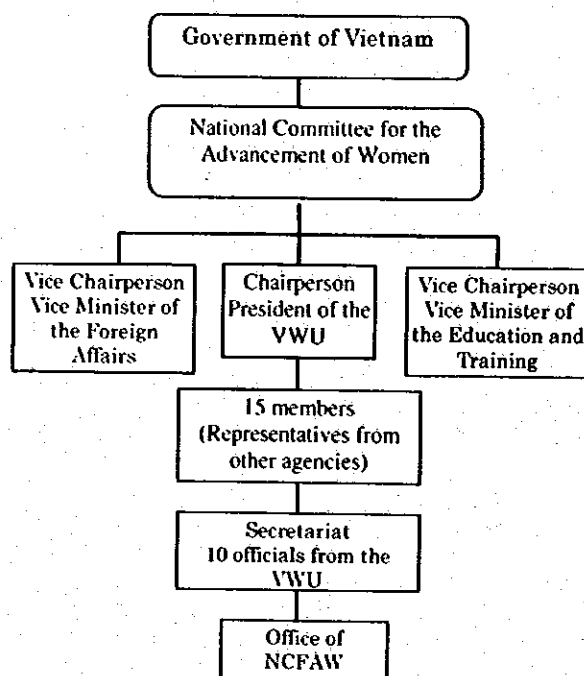 Government of Vietnam
National Committee for the
Advancement of Women
Vice Chairperson
Vice Minister of
the Foreign
Affairs
Chairperson
President of the
VWU
Vice Chairperson
Vice Minister of
the Education and
Training
15 members
(Representatives from
other agencies)
Secretariat
10 officials from the
VWU
Office of
NCFAW